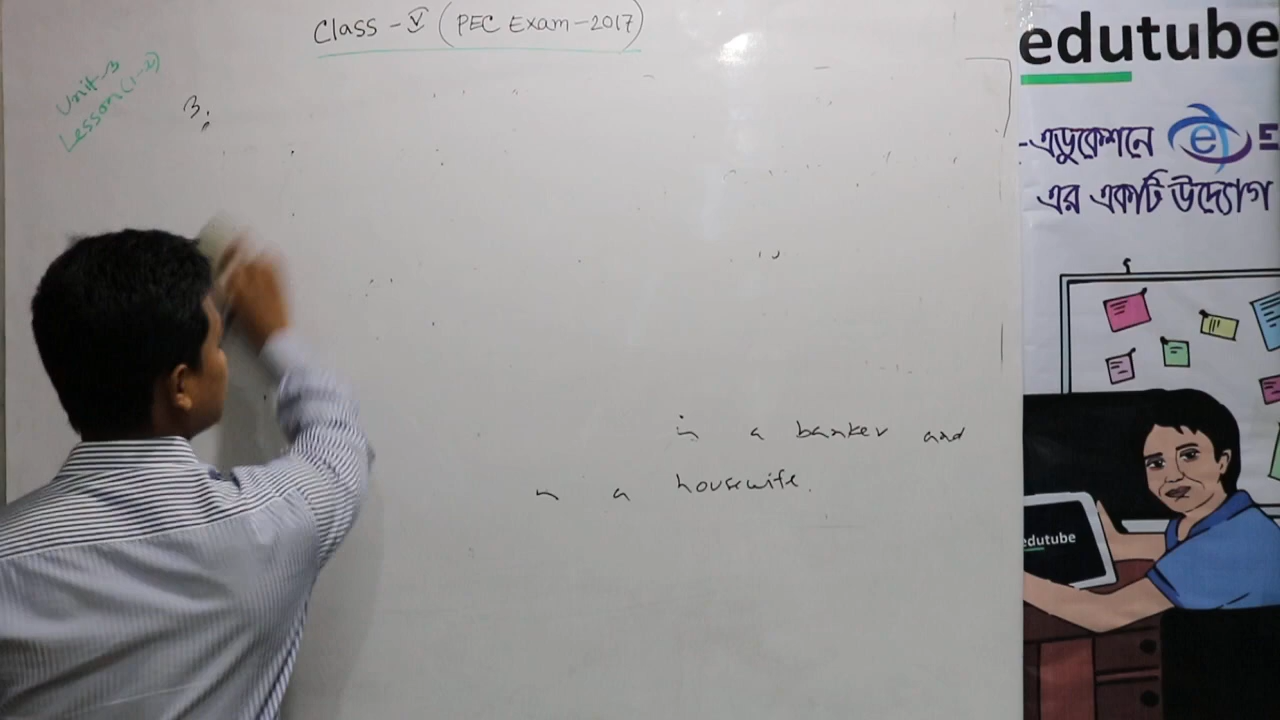 Class - V (PEC Exam-2017)
Unit-3
Lesson (1-2)
3.
is a banker and
a housewife.
edutube
-এডুকেশনে e E
এর একটি উদ্যোগ
edutube